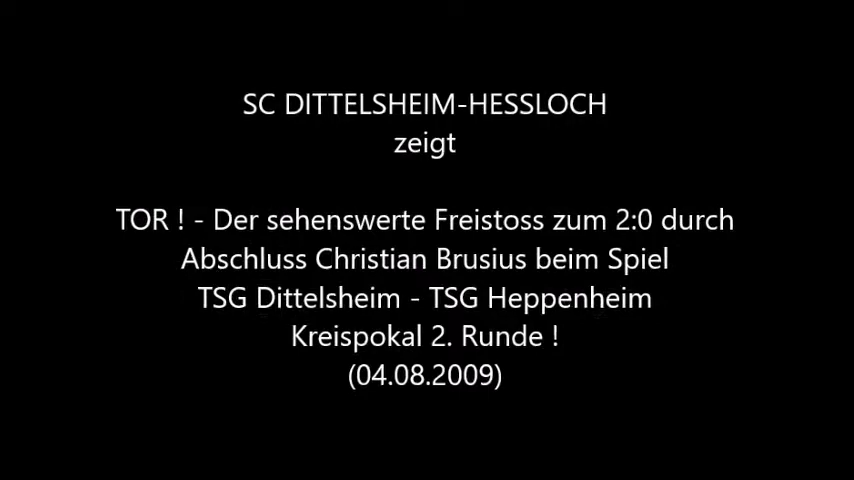 SC DITTELSHEIM-HESSLOCH
zeigt
TOR ! - Der sehenswerte Freistoss zum 2:0 durch
Abschluss Christian Brusius beim Spiel
TSG Dittelsheim - TSG Heppenheim
Kreispokal 2. Runde !
(04.08.2009)